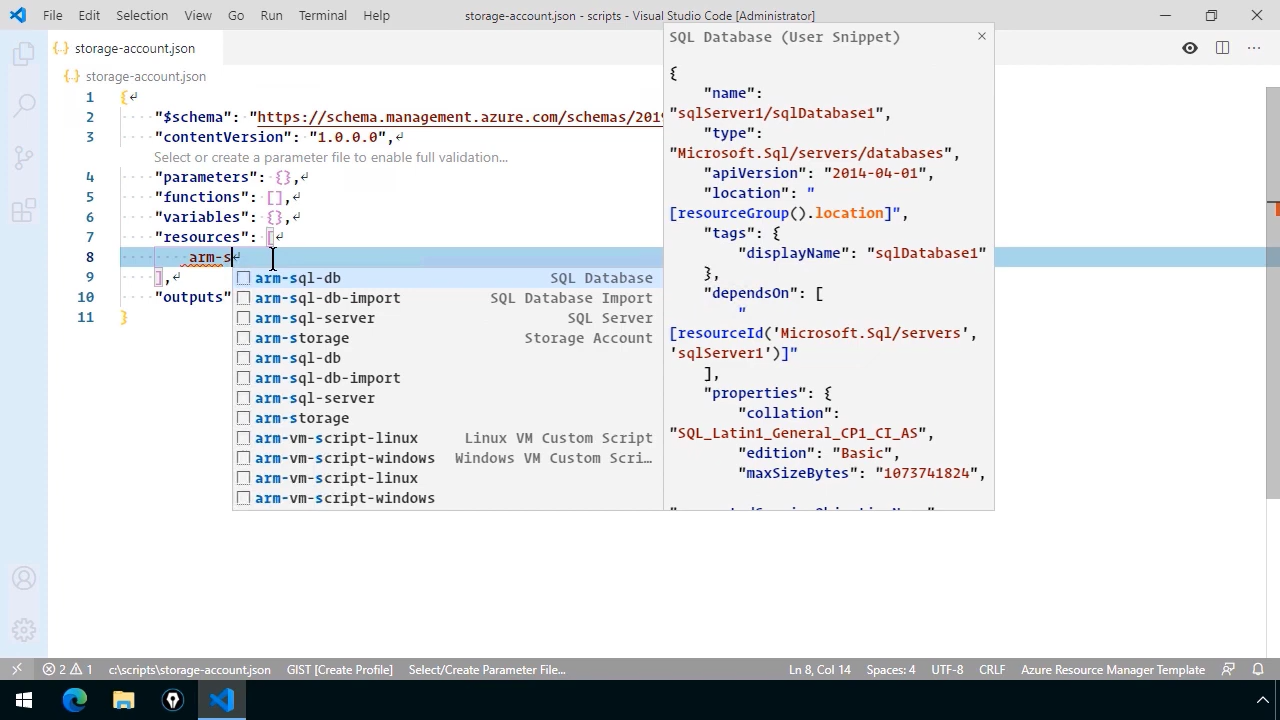 File Edit Selection View Go Run Terminal Help storage-account.json - scripts - Visual Studio Code [Administrator]
storage-account.json
storage-account.json
1 {
2 "$schema": "https://schema.management.azure.com/schemas/201
3 "contentVersion": "1.0.0.0",
Select or create a parameter file to enable full validation...
4 "parameters": {},
5 "functions": [],
6 "variables": {},
7 "resources": [
8 arm-s
9 ],
10 "outputs"
11 }
arm-sql-db SQL Database
arm-sql-db-import SQL Database Import
arm-sql-server SQL Server
arm-storage Storage Account
arm-sql-db
arm-sql-db-import
arm-sql-server
arm-storage
arm-vm-script-linux Linux VM Custom Script
arm-vm-script-windows Windows VM Custom Scri…
arm-vm-script-linux
arm-vm-script-windows
SQL Database (User Snippet)
{
"name":
"sqlServer1/sqlDatabase1",
"type":
"Microsoft.Sql/servers/databases",
"apiVersion": "2014-04-01",
"location": "
[resourceGroup().location]",
"tags": {
"displayName": "sqlDatabase1"
},
"dependsOn": [
"
[resourceId('Microsoft.Sql/servers',
'sqlServer1')]"
],
"properties": {
"collation":
"SQL_Latin1_General_CP1_CI_AS",
"edition": "Basic",
"maxSizeBytes": "1073741824",
2 1 c:\scripts\storage-account.json GIST [Create Profile] Select/Create Parameter File... Ln 8, Col 14 Spaces: 4 UTF-8 CRLF Azure Resource Manager Template